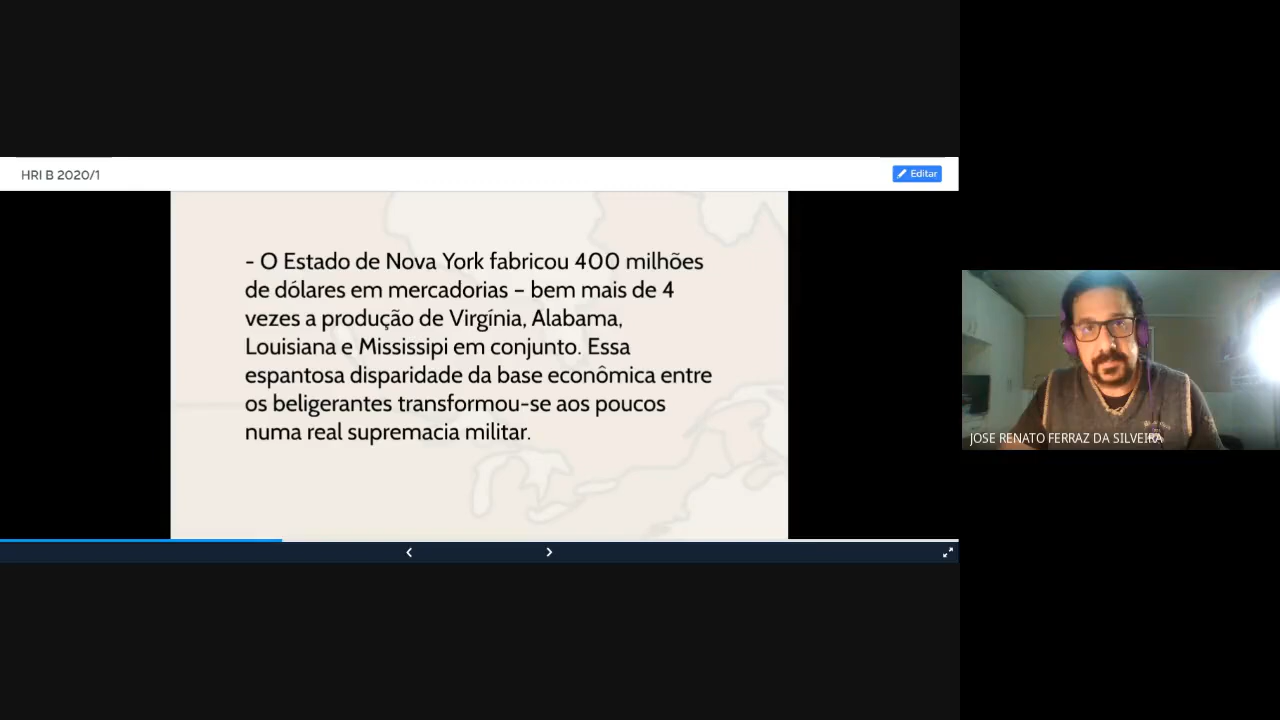 HRI B 2020/1
Editar
- O Estado de Nova York fabricou 400 milhões
de dólares em mercadorias – bem mais de 4
vezes a produção de Virgínia, Alabama,
Louisiana e Mississipi em conjunto. Essa
espantosa disparidade da base econômica entre
os beligerantes transformou-se aos poucos
numa real supremacia militar.
JOSE RENATO FERRAZ DA SILVEIRA